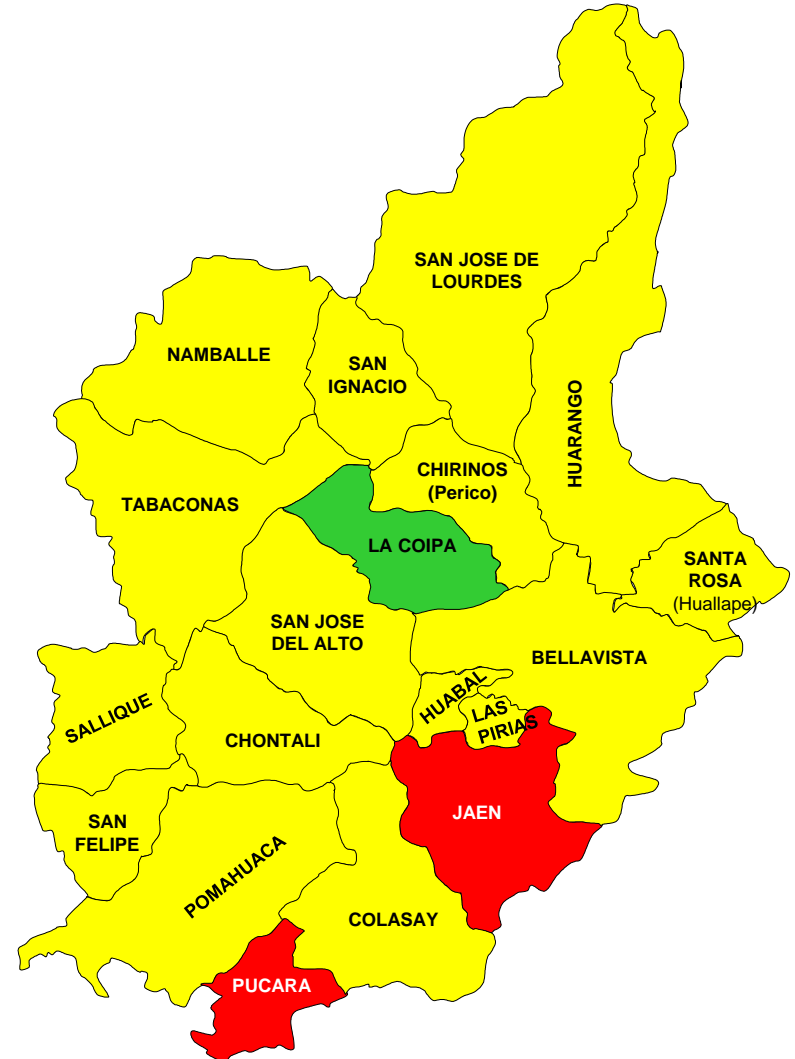 SAN JOSE DE
LOURDES
NAMBALLE
SAN
IGNACIO
HUARANGO
CHIRINOS
(Perico)
TABACONAS
LA COIPA
SANTA
ROSA
(Huallape)
SAN JOSE
DEL ALTO
BELLAVISTA
HUABAL
SALLIQUE
LAS
PIRIAS
CHONTALI
JAEN
SAN
FELIPE
POMAHUACA
COLASAY
PUCARA